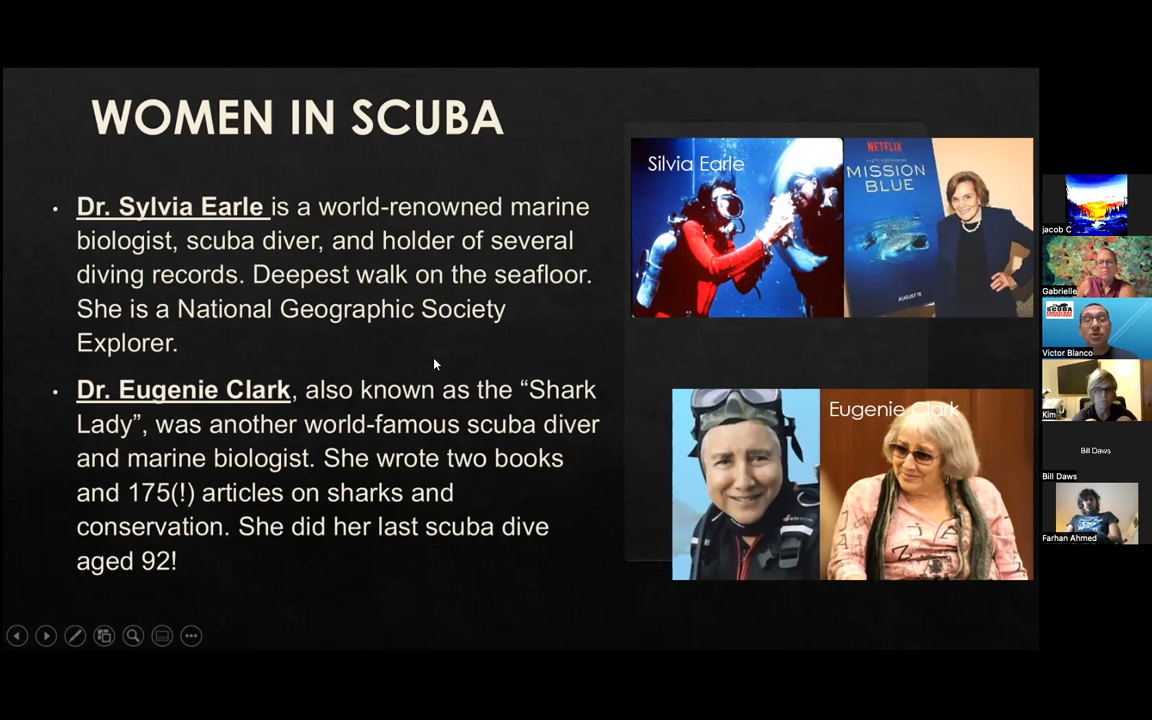 WOMEN IN SCUBA
• Dr. Sylvia Earle is a world-renowned marine
biologist, scuba diver, and holder of several
diving records. Deepest walk on the seafloor.
She is a National Geographic Society
Explorer.
• Dr. Eugenie Clark, also known as the “Shark
Lady”, was another world-famous scuba diver
and marine biologist. She wrote two books
and 175(!) articles on sharks and
conservation. She did her last scuba dive
aged 92!
Silvia Earle
NETFLIX
MISSION
BLUE
AUGUST 15
Eugenie Clark
jacob C
Gabrielle
SCUBA
Victor Blanco
Kim
Bill Daws
Bill Daws
Farhan Ahmed